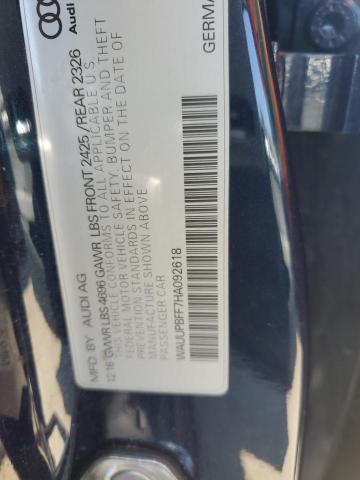 MFD BY AUDI AG
12 16 GVWR LBS 4696 GAWR LBS FRONT 2425 / REAR 2326
THIS VEHICLE CONFORMS TO ALL APPLICABLE U S
FEDERAL MOTOR VEHICLE SAFETY, BUMPER AND THEFT
PREVENTION STANDARDS IN EFFECT ON THE DATE OF
MANUFACTURE SHOWN ABOVE
PASSENGER CAR
WAUUPBFF7HA092618
Audi
GERMA